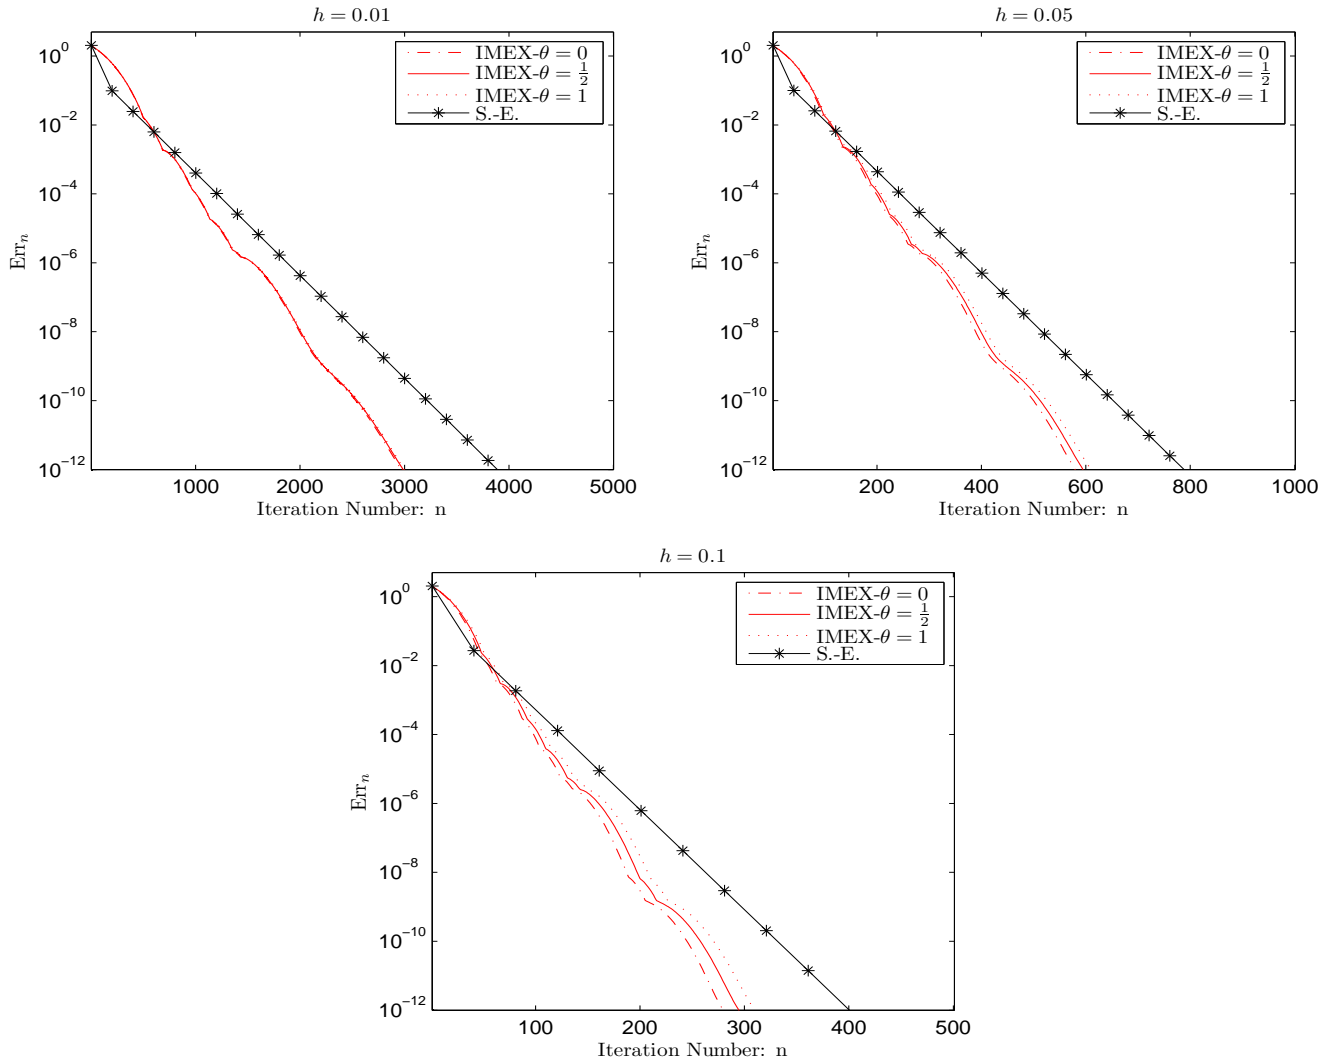 h = 0.01
10^0
10^{-2}
10^{-4}
10^{-6}
10^{-8}
10^{-10}
10^{-12}
Err_n
IMEX-θ = 0
IMEX-θ = \frac{1}{2}
IMEX-θ = 1
S.-E.
1000 2000 3000 4000 5000
Iteration Number: n
h = 0.05
10^0
10^{-2}
10^{-4}
10^{-6}
10^{-8}
10^{-10}
10^{-12}
Err_n
IMEX-θ = 0
IMEX-θ = \frac{1}{2}
IMEX-θ = 1
S.-E.
200 400 600 800 1000
Iteration Number: n
h = 0.1
10^0
10^{-2}
10^{-4}
10^{-6}
10^{-8}
10^{-10}
10^{-12}
Err_n
IMEX-θ = 0
IMEX-θ = \frac{1}{2}
IMEX-θ = 1
S.-E.
100 200 300 400 500
Iteration Number: n